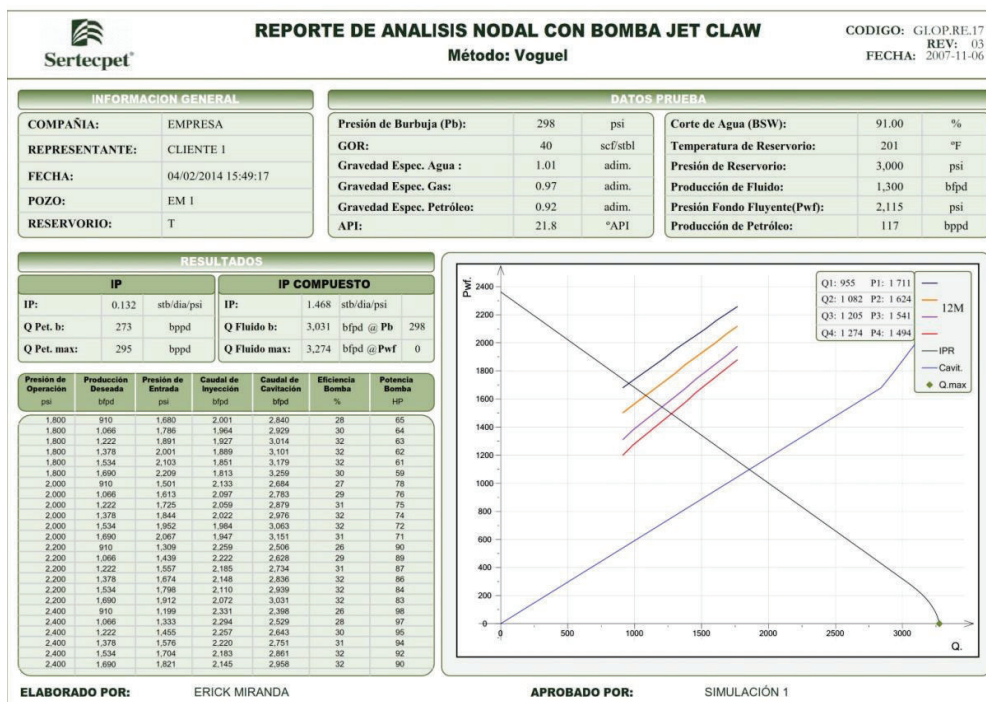 Sertecpet®
REPORTE DE ANALISIS NODAL CON BOMBA JET CLAW
Método: Voguel
CODIGO: GLOP.RE.17
REV: 03
FECHA: 2007-11-06
INFORMACION GENERAL
COMPAÑIA: EMPRESA
REPRESENTANTE: CLIENTE 1
FECHA: 04/02/2014 15:49:17
POZO: EM 1
RESERVORIO: T
DATOS PRUEBA
Presión de Burbuja (Pb): 298 psi
GOR: 40 scf/stbl
Gravedad Espec. Agua : 1.01 adim.
Gravedad Espec. Gas: 0.97 adim.
Gravedad Espec. Petróleo: 0.92 adim.
API: 21.8 ºAPI
Corte de Agua (BSW): 91.00 %
Temperatura de Reservorio: 201 ºF
Presión de Reservorio: 3,000 psi
Producción de Fluido: 1,300 bfpd
Presión Fondo Fluyente(Pwf): 2,115 psi
Producción de Petróleo: 117 bppd
RESULTADOS
IP
IP: 0.132 stb/dia/psi
Q Pet. b: 273 bppd
Q Pet. max: 295 bppd
IP COMPUESTO
IP: 1.468 stb/dia/psi
Q Fluido b: 3,031 bfpd @ Pb 298
Q Fluido max: 3,274 bfpd @Pwf 0
Presión de Operación Producción Deseada Presión de Entrada Caudal de Inyección Caudal de Cavitación Eficiencia Bomba Potencia Bomba
psi bfpd psi bfpd bfpd % HP
1,800 910 1,680 2,001 2,840 28 65
1,800 1,066 1,786 1,964 2,929 30 64
1,800 1,222 1,891 1,927 3,014 32 63
1,800 1,378 2,001 1,889 3,101 32 62
1,800 1,534 2,103 1,851 3,179 32 61
1,800 1,690 2,209 1,813 3,259 30 59
2,000 910 1,501 2,133 2,684 27 78
2,000 1,066 1,613 2,097 2,783 29 76
2,000 1,222 1,725 2,059 2,879 31 75
2,000 1,378 1,844 2,022 2,976 32 74
2,000 1,534 1,952 1,984 3,063 32 72
2,000 1,690 2,067 1,947 3,151 31 71
2,200 910 1,309 2,259 2,506 26 90
2,200 1,066 1,439 2,222 2,628 29 89
2,200 1,222 1,557 2,185 2,734 31 87
2,200 1,378 1,674 2,148 2,836 32 86
2,200 1,534 1,798 2,110 2,939 32 84
2,200 1,690 1,912 2,072 3,031 32 83
2,400 910 1,199 2,331 2,398 26 98
2,400 1,066 1,333 2,294 2,529 28 97
2,400 1,222 1,455 2,257 2,643 30 95
2,400 1,378 1,576 2,220 2,751 31 94
2,400 1,534 1,704 2,183 2,861 32 92
2,400 1,690 1,821 2,145 2,958 32 90
Pwf.
2400
2200
2000
1800
1600
1400
1200
1000
800
600
400
200
0
0 500 1000 1500 2000 2500 3000
Q.
Q1: 955 P1: 1 711
Q2: 1 082 P2: 1 624
Q3: 1 205 P3: 1 541
Q4: 1 274 P4: 1 494
12M
IPR
Cavit.
Q.max
ELABORADO POR: ERICK MIRANDA
APROBADO POR: SIMULACIÓN 1